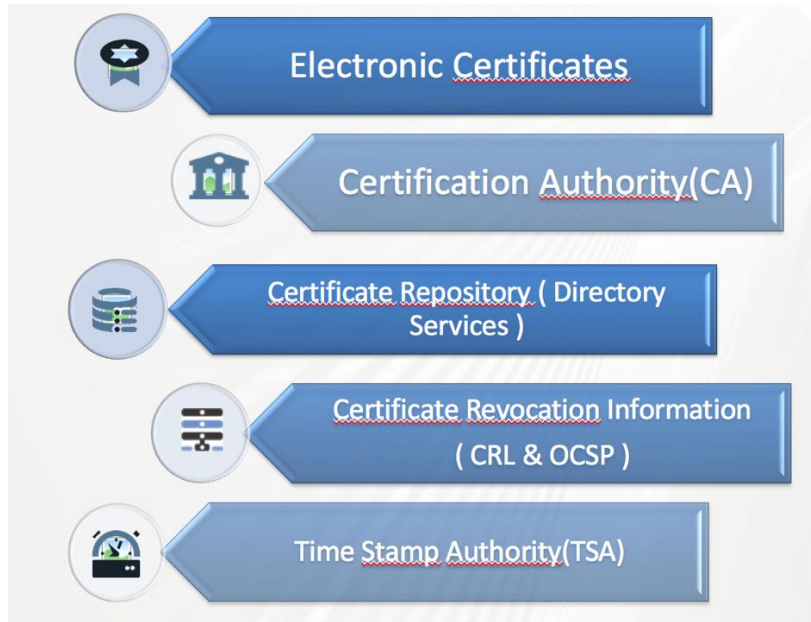 Electronic Certificates
Certification Authority(CA)
Certificate Repository ( Directory
Services )
Certificate Revocation Information
( CRL & OCSP )
Time Stamp Authority(TSA)